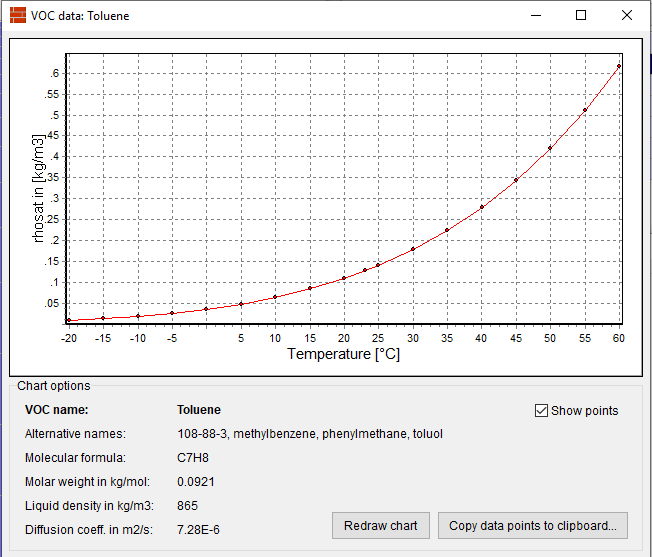 VOC data: Toluene
.6
.55
.5
.45
.4
.35
.3
.25
.2
.15
.1
.05
rhosat in [kg/m3]
-20 -15 -10 -5 0 5 10 15 20 25 30 35 40 45 50 55 60
Temperature [°C]
Chart options
VOC name: Toluene
Show points
Alternative names: 108-88-3, methylbenzene, phenylmethane, toluol
Molecular formula: C7H8
Molar weight in kg/mol: 0.0921
Liquid density in kg/m3: 865
Diffusion coeff. in m2/s: 7.28E-6
Redraw chart Copy data points to clipboard...